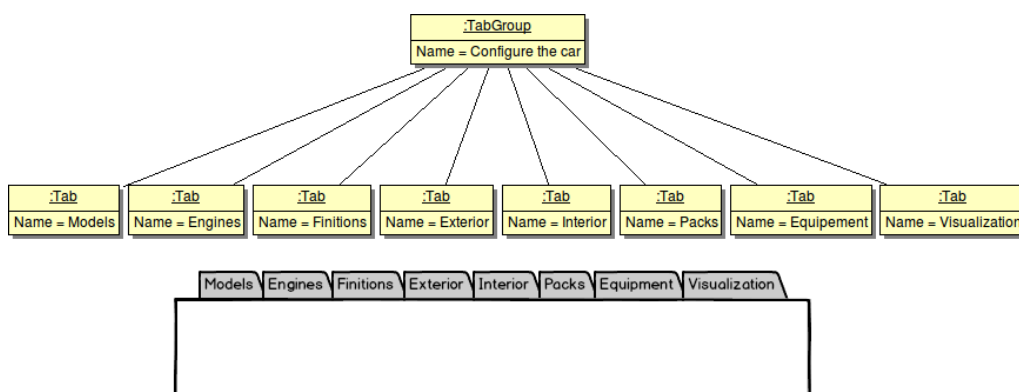 :TabGroup
Name = Configure the car
:Tab
Name = Models
:Tab
Name = Engines
:Tab
Name = Finitions
:Tab
Name = Exterior
:Tab
Name = Interior
:Tab
Name = Packs
:Tab
Name = Equipement
:Tab
Name = Visualization
Models Engines Finitions Exterior Interior Packs Equipment Visualization